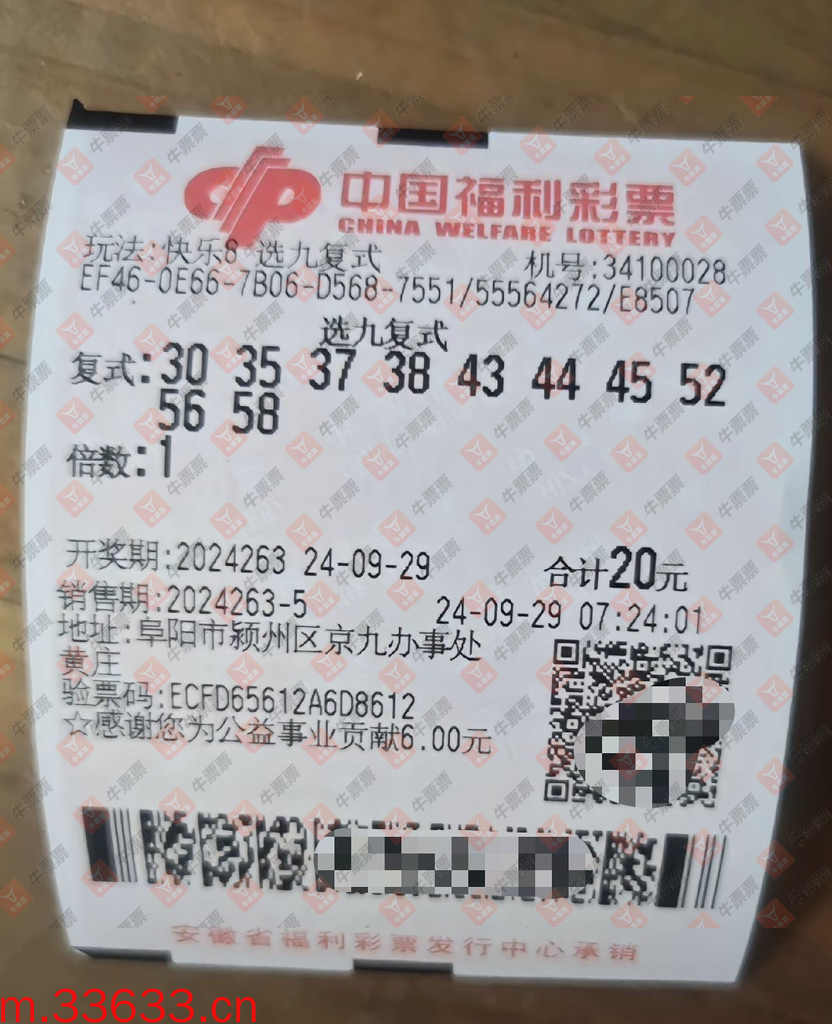 中国福利彩票
CHINA WELFARE LOTTERY
玩法:快乐8 选九复式 机号:34100028
EF46-0E66-7B06-D568-7551/55564272/E8507
选九复式
复式:30 35 37 38 43 44 45 52
56 58
倍数:1
开奖期:2024263 24-09-29 合计20元
销售期:2024263-5 24-09-29 07:24:01
地址:阜阳市颍州区京九办事处
黄庄
验票码:ECFD65612A6D8612
☆感谢您为公益事业贡献6.00元
安徽省福利彩票发行中心承销
牛票票
m.33633.cn